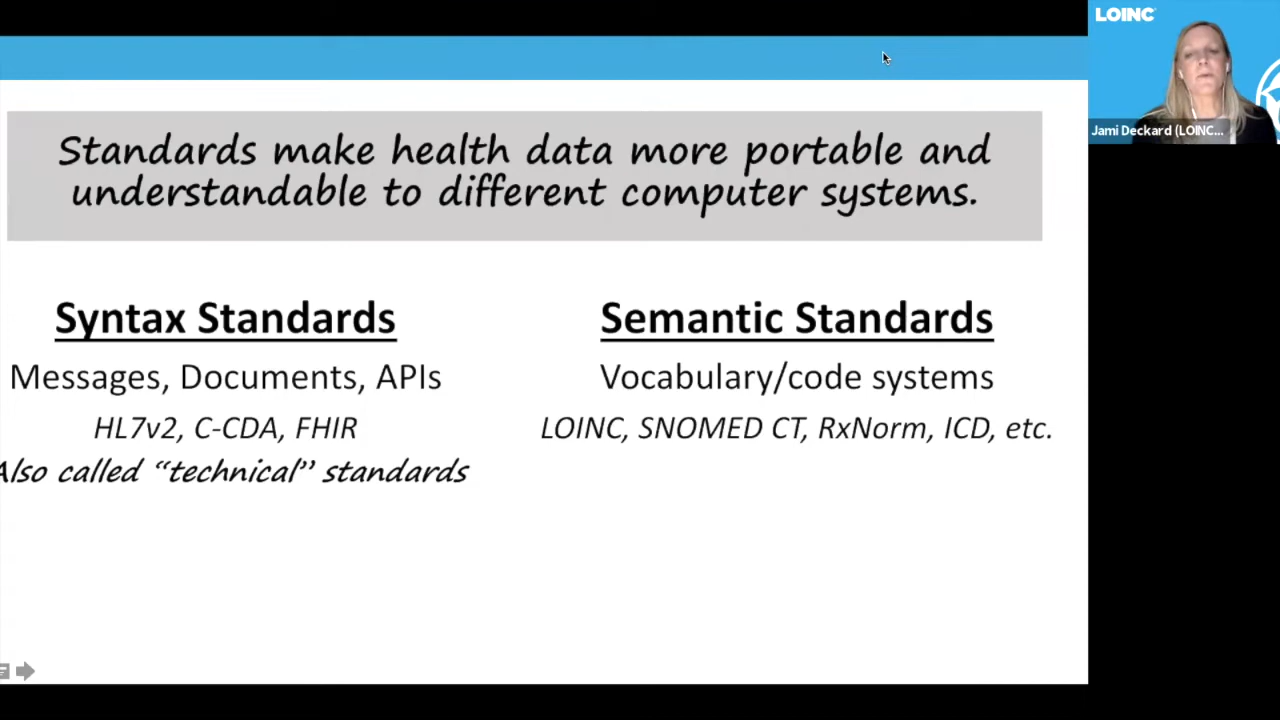 LOINC
Jami Deckard (LOINC...
Standards make health data more portable and
understandable to different computer systems.
Syntax Standards
Messages, Documents, APIs
HL7v2, C-CDA, FHIR
Also called “technical” standards
Semantic Standards
Vocabulary/code systems
LOINC, SNOMED CT, RxNorm, ICD, etc.